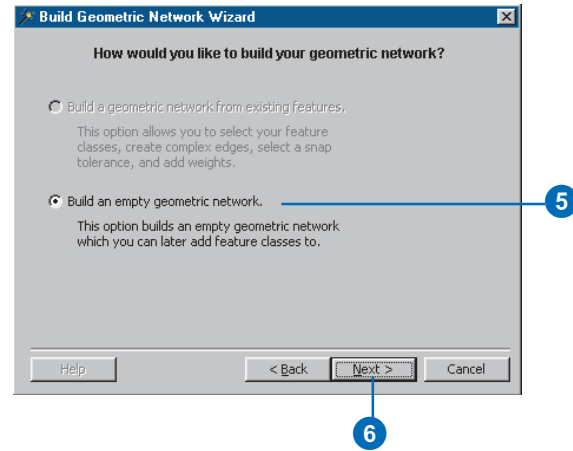 Build Geometric Network Wizard
How would you like to build your geometric network?
Build a geometric network from existing features.
This option allows you to select your feature
classes, create complex edges, select a snap
tolerance, and add weights.
Build an empty geometric network.
5
This option builds an empty geometric network
which you can later add feature classes to.
Help
< Back
Next >
Cancel
6